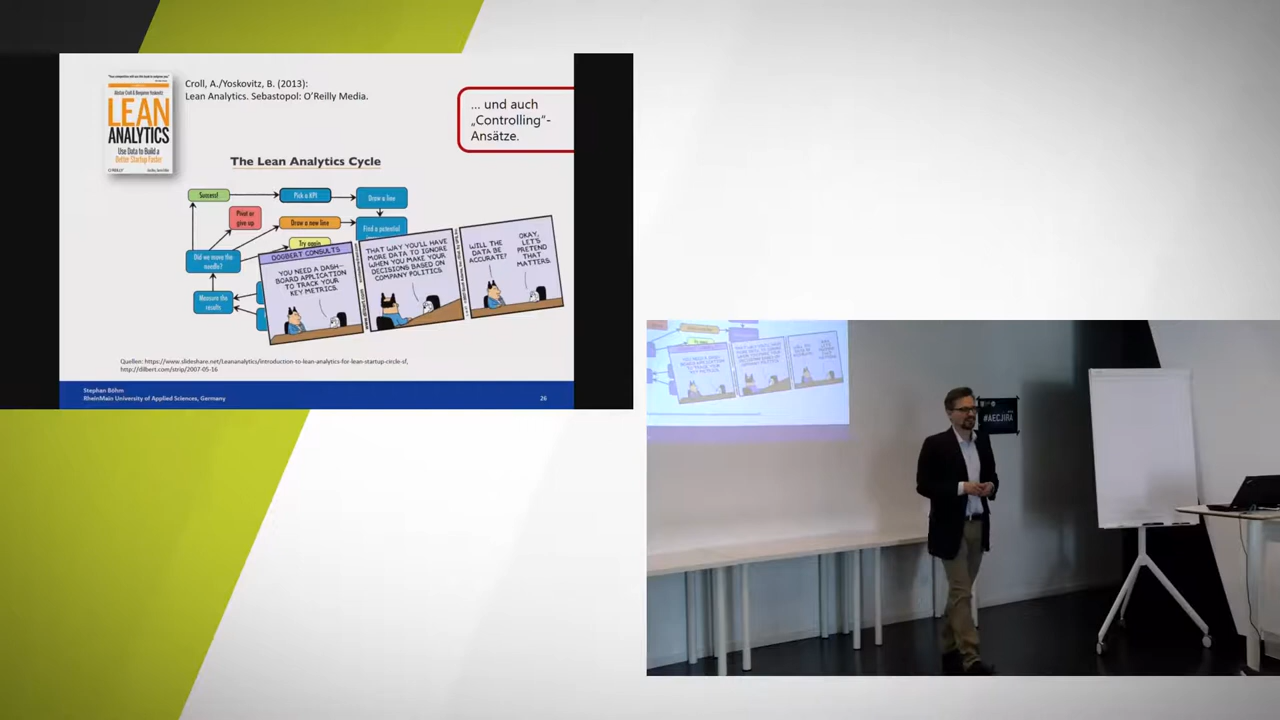 Croll, A./Yoskovitz, B. (2013):
Lean Analytics. Sebastopol: O'Reilly Media.
LEAN
ANALYTICS
Use Data to Build a
Better Startup Faster
... und auch
„Controlling"-
Ansätze.
The Lean Analytics Cycle
Success!
Pick a KPI
Draw a line
Pivot or
give up
Draw a new line
Find a potential
Try again
Did we move the
needle?
Measure the
results
DOGBERT CONSULTS
YOU NEED A DASH-
BOARD APPLICATION
TO TRACK YOUR
KEY METRICS.
THAT WAY YOU'LL HAVE
MORE DATA TO IGNORE
WHEN YOU MAKE YOUR
DECISIONS BASED ON
COMPANY POLITICS.
WILL THE
DATA BE
ACCURATE?
OKAY,
LET'S
PRETEND
THAT
MATTERS.
Quellen: https://www.slideshare.net/Leananalytics/introduction-to-lean-analytics-for-lean-startup-circle-sf,
http://dilbert.com/strip/2007-05-16
Stephan Böhm
RheinMain University of Applied Sciences, Germany
26
#AECJIRA